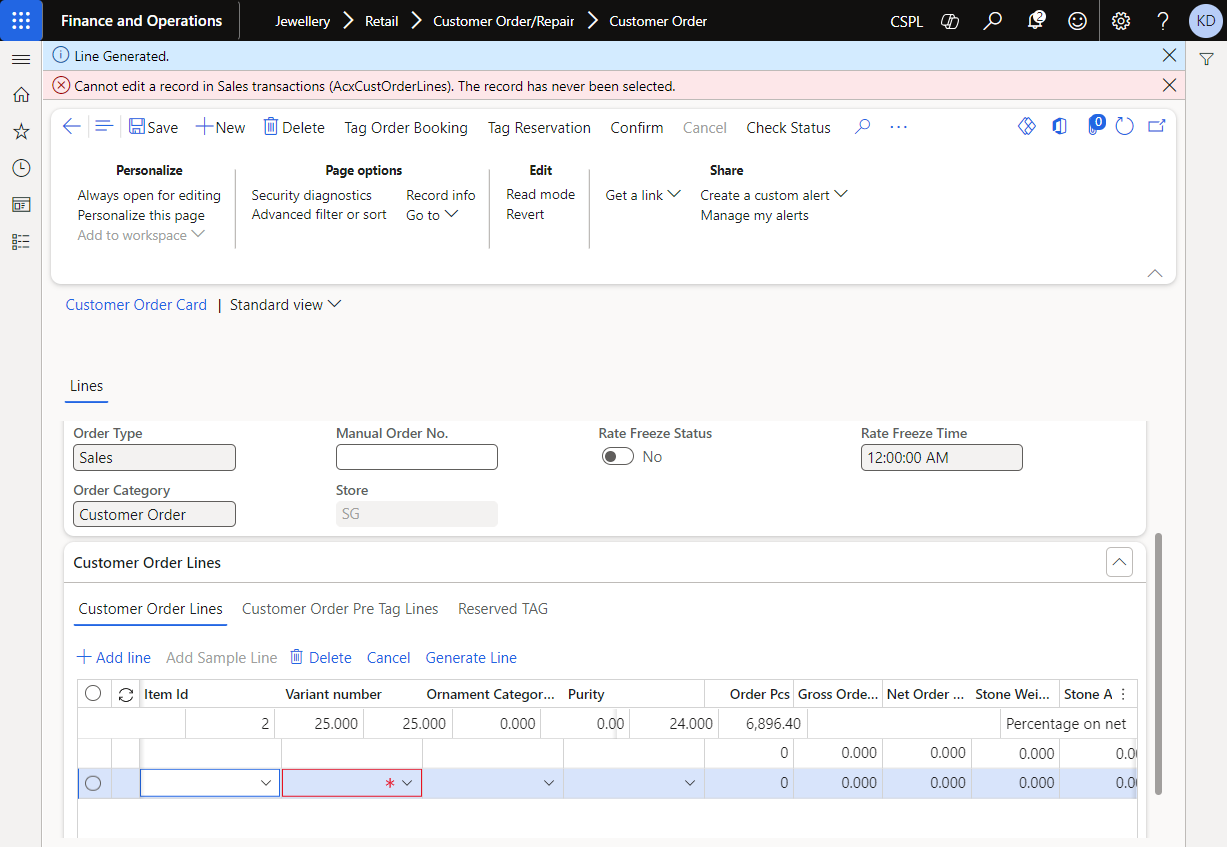 Finance and Operations
Jewellery > Retail > Customer Order/Repair > Customer Order
CSPL
2
?
KD
Line Generated.
Cannot edit a record in Sales transactions (AcxCustOrderLines). The record has never been selected.
Save New Delete Tag Order Booking Tag Reservation Confirm Cancel Check Status ···
0
Personalize Page options Edit Share
Always open for editing Security diagnostics Record info Read mode Get a link Create a custom alert
Personalize this page Advanced filter or sort Go to Revert Manage my alerts
Add to workspace
Customer Order Card | Standard view
Lines
Order Type Manual Order No. Rate Freeze Status Rate Freeze Time
Sales No 12:00:00 AM
Order Category Store
Customer Order SG
Customer Order Lines
Customer Order Lines Customer Order Pre Tag Lines Reserved TAG
+ Add line Add Sample Line Delete Cancel Generate Line
Item Id Variant number Ornament Categor... Purity Order Pcs Gross Orde... Net Order ... Stone Wei... Stone A
2 25.000 25.000 0.000 0.00 24.000 6,896.40 Percentage on net
0 0.000 0.000 0.000 0.00
* 0 0.000 0.000 0.000 0.00